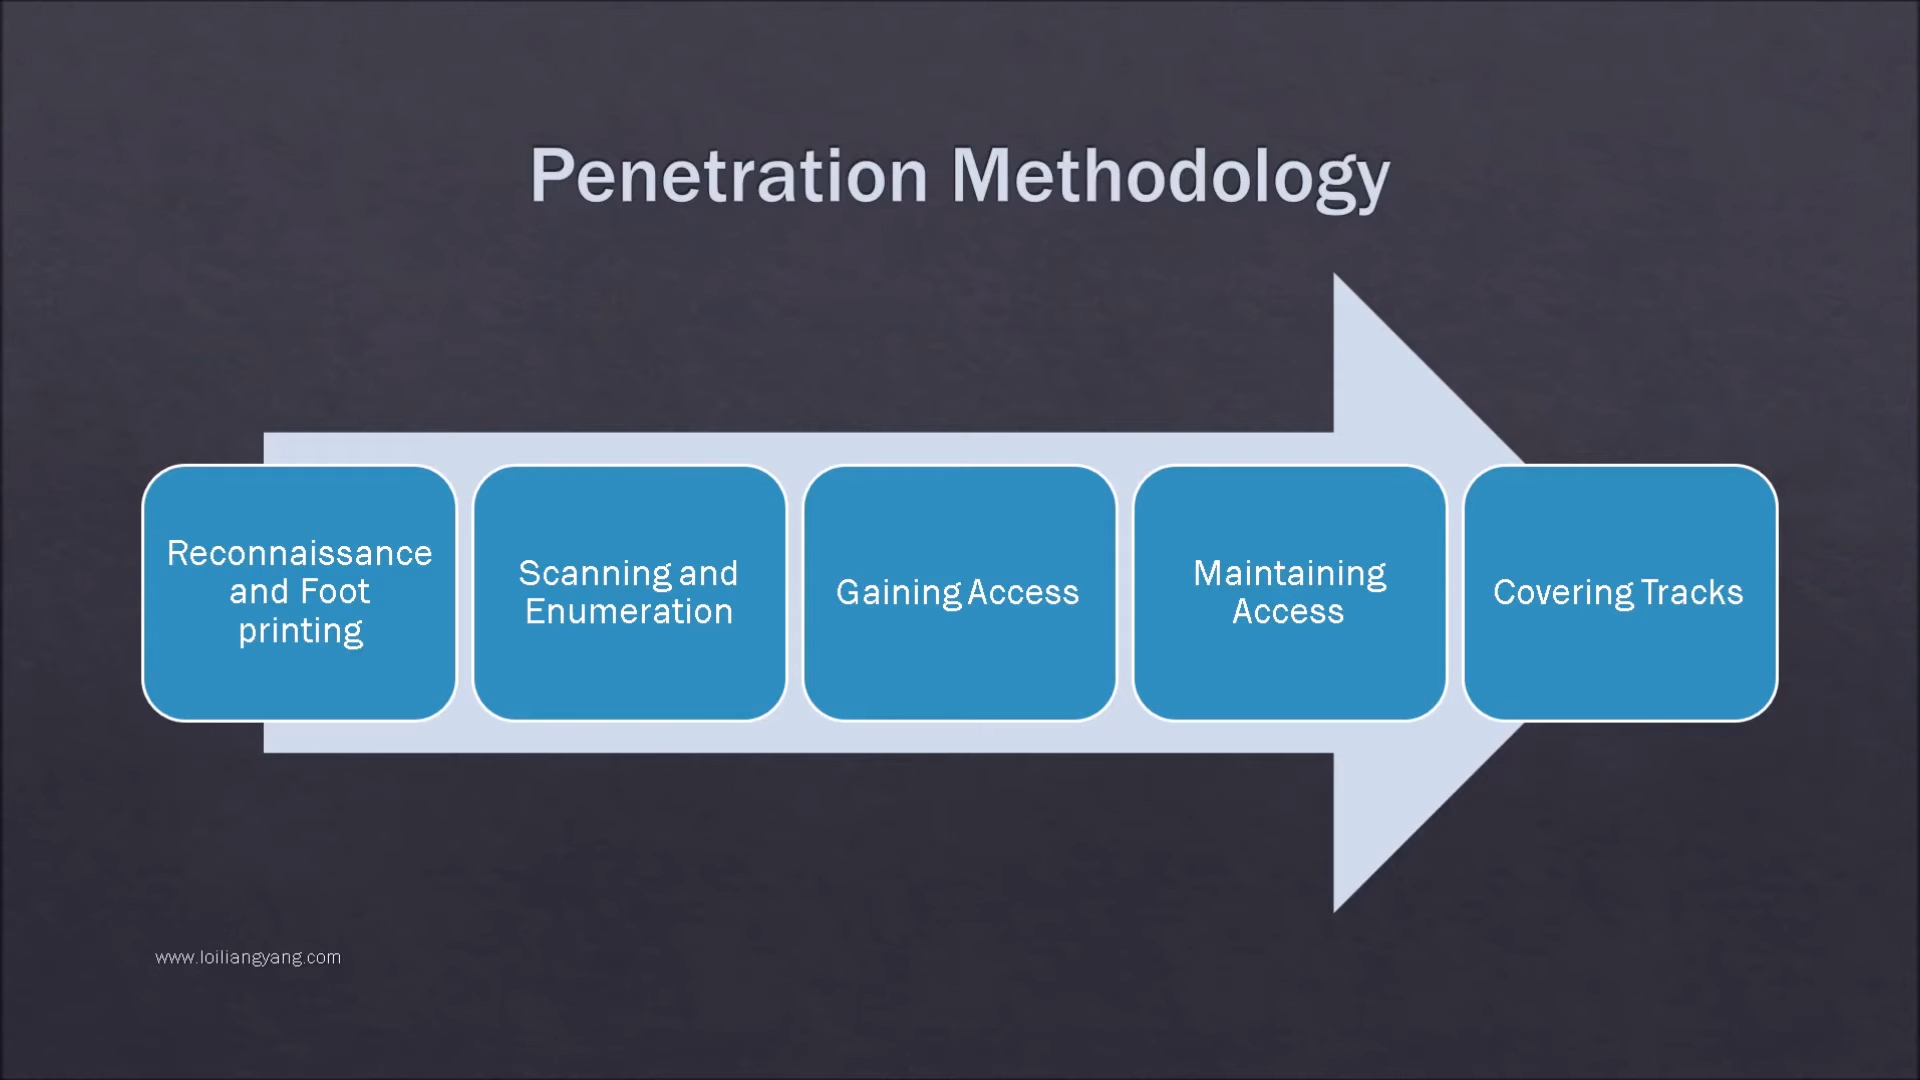 Penetration Methodology
Reconnaissance
and Foot
printing
Scanning and
Enumeration
Gaining Access
Maintaining
Access
Covering Tracks
www.loiliangyang.com